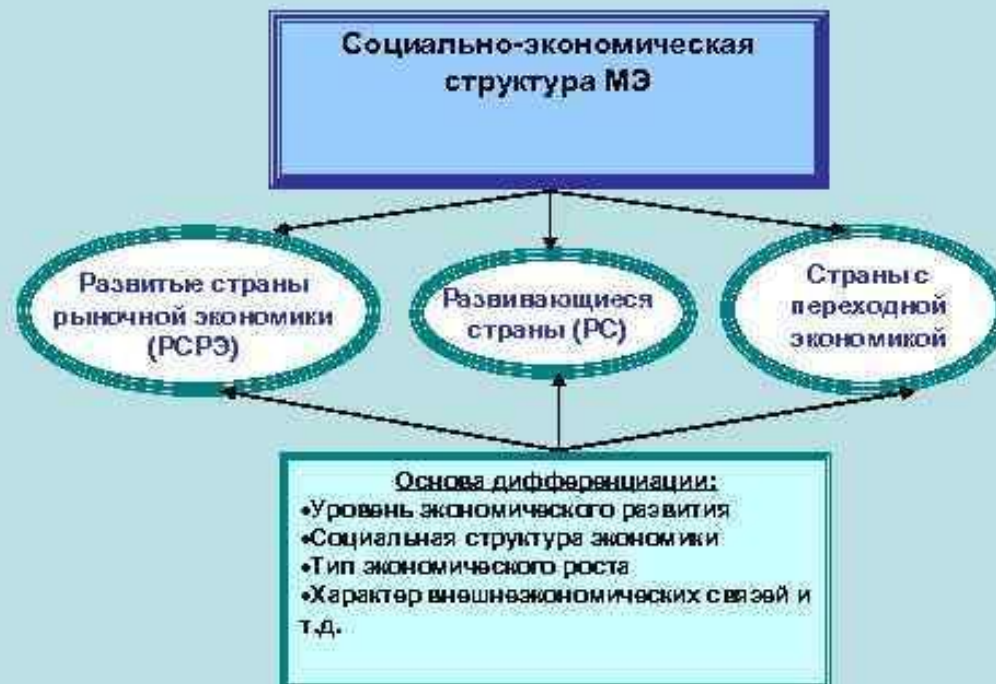 Социально-экономическая
структура МЭ
Развитые страны
рыночной экономики
(РСРЭ)
Развивающиеся
страны (РС)
Страны с
переходной
экономикой
Основа дифференциации:
•Уровень экономического развития
•Социальная структура экономики
•Тип экономического роста
•Характер внешнеэкономических связей и
т.д.